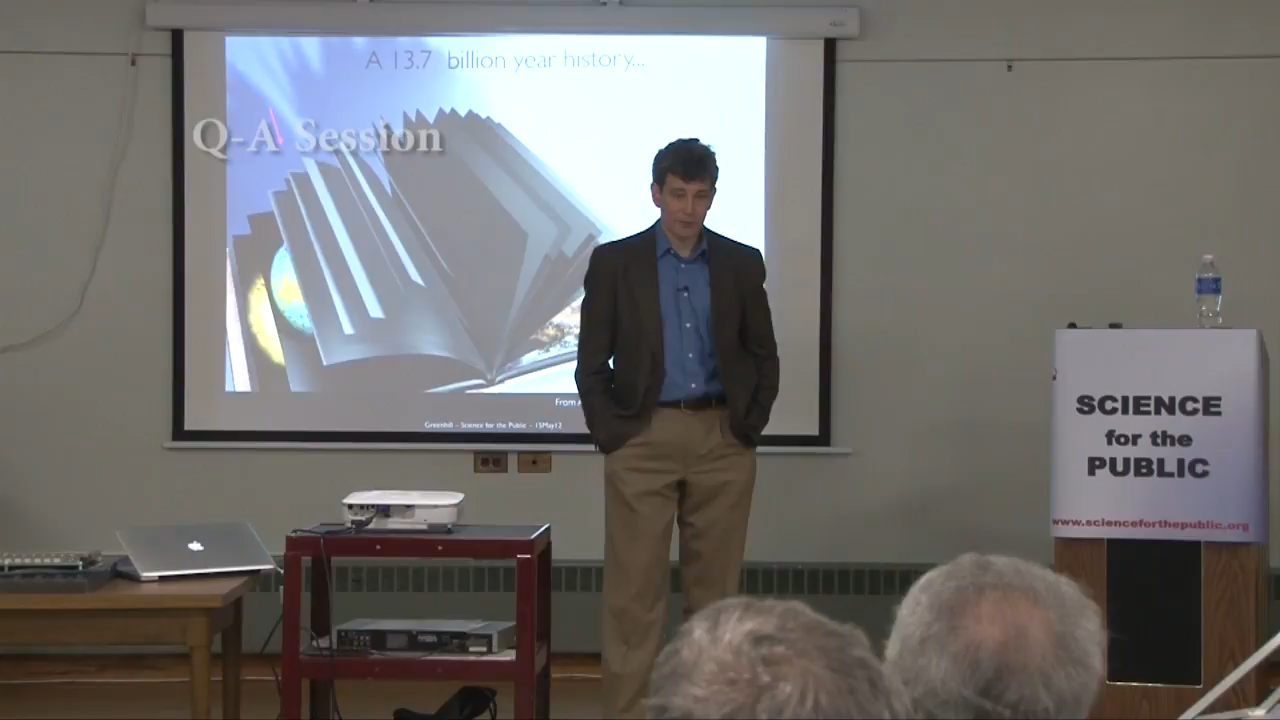 A 13.7 billion year history...
Q-A Session
From
Greenhill - Science for the Public - 15May12
SCIENCE
for the
PUBLIC
www.scienceforthepublic.org